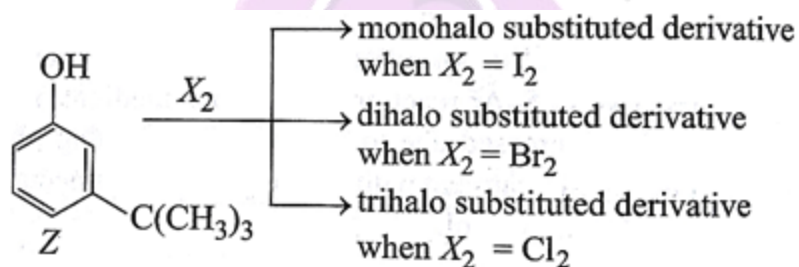 monohalo substituted derivative
when X₂ = I₂
OH
X₂
dihalo substituted derivative
when X₂ = Br₂
trihalo substituted derivative
when X₂ = Cl₂
C(CH₃)₃
Z